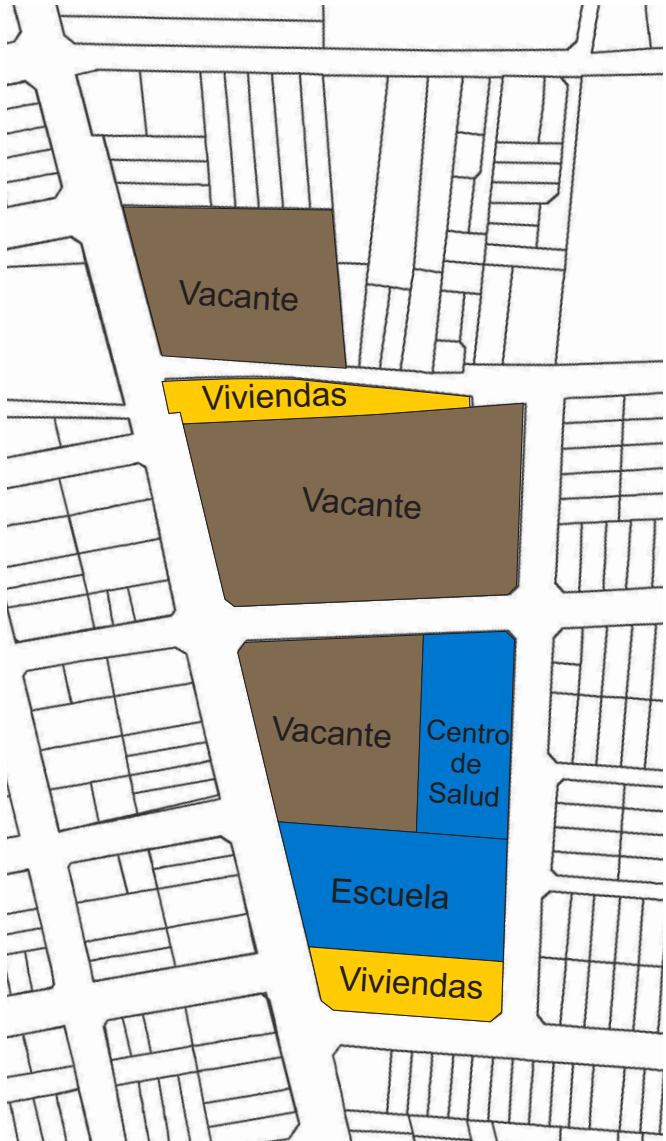 Vacante
Viviendas
Vacante
Vacante
Centro
de
Salud
Escuela
Viviendas